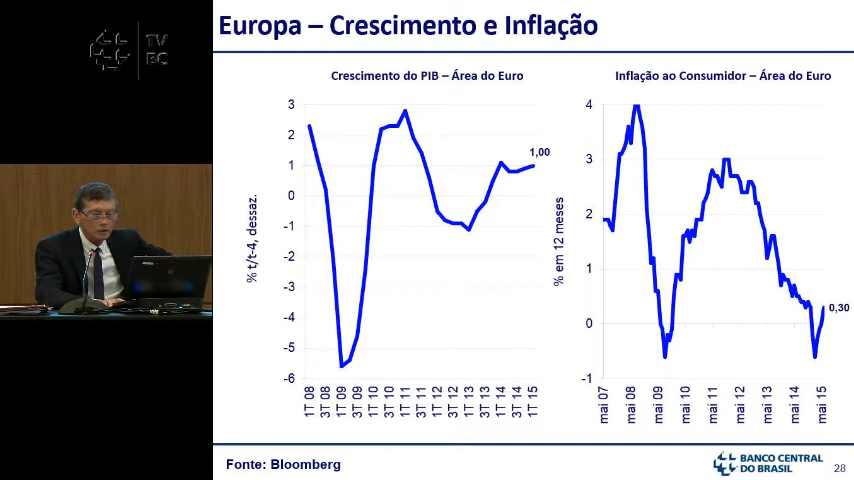 TV
BC
Europa – Crescimento e Inflação
Crescimento do PIB – Área do Euro
3
2
1
0
-1
-2
-3
-4
-5
-6
% t/t-4, dessaz.
1,00
1T 08
3T 08
1T 09
3T 09
1T 10
3T 10
1T 11
3T 11
1T 12
3T 12
1T 13
3T 13
1T 14
3T 14
1T 15
Inflação ao Consumidor – Área do Euro
4
3
2
1
0
-1
% em 12 meses
0,30
mai 07
mai 08
mai 09
mai 10
mai 11
mai 12
mai 13
mai 14
mai 15
Fonte: Bloomberg
BANCO CENTRAL
DO BRASIL
28